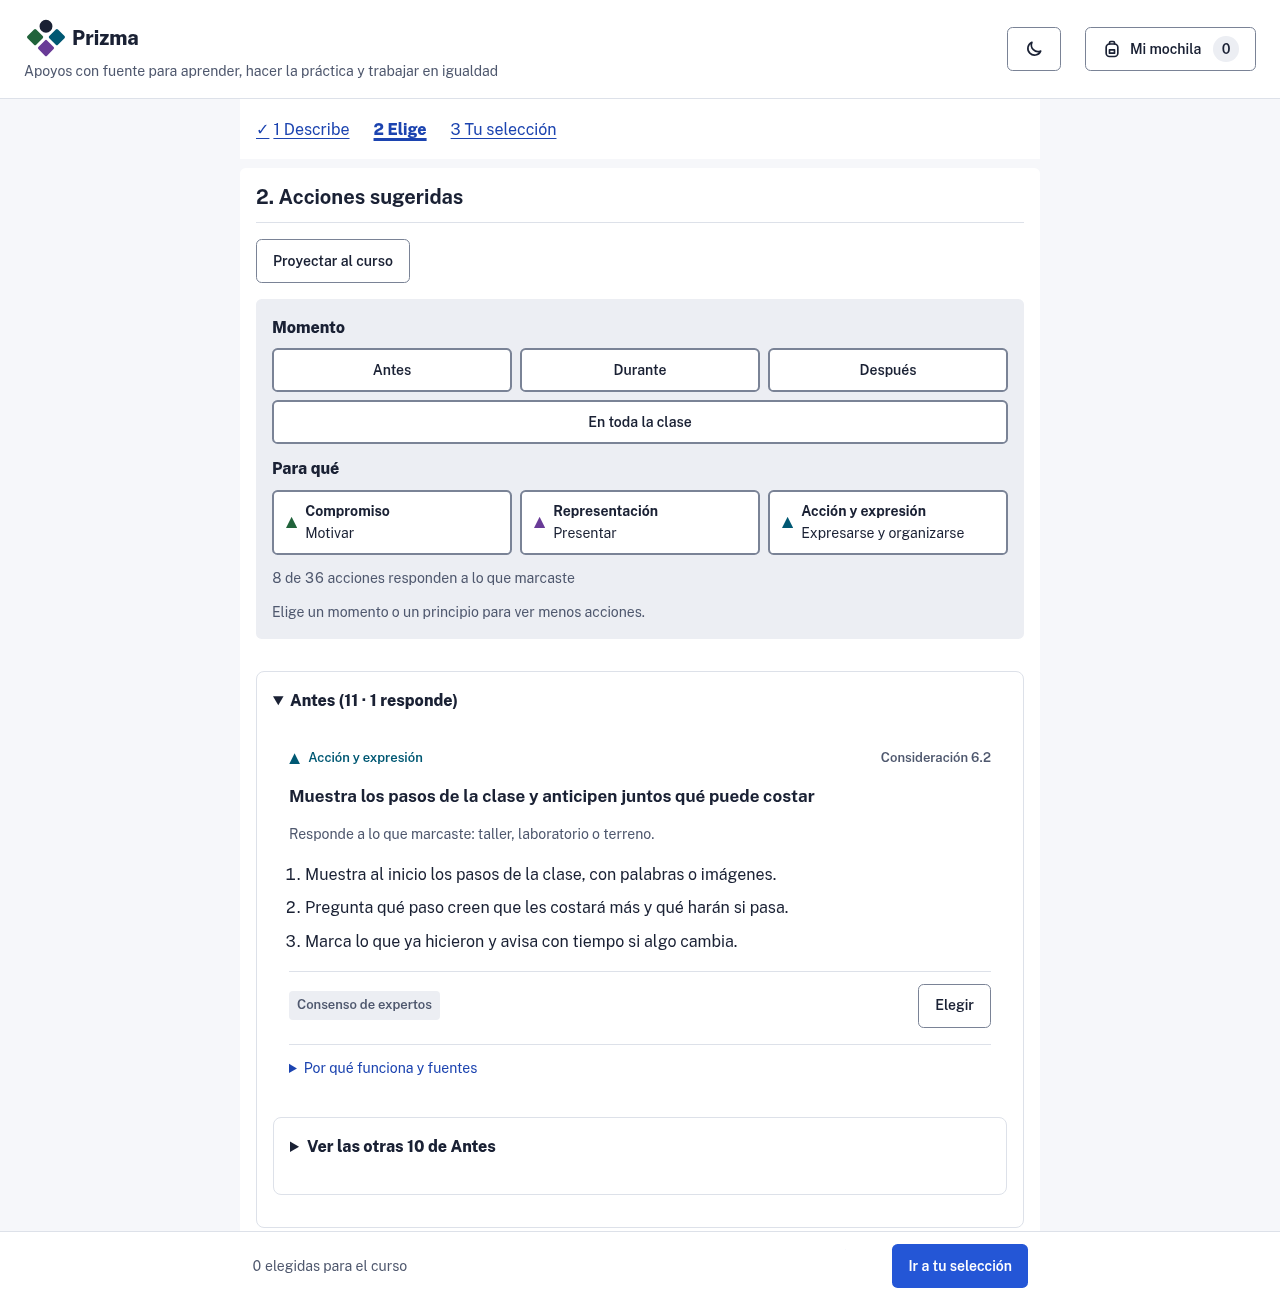 Prizma
Apoyos con fuente para aprender, hacer la práctica y trabajar en igualdad
Mi mochila 0
✓ 1 Describe
2 Elige
3 Tu selección
2. Acciones sugeridas
Proyectar al curso
Momento
Antes
Durante
Después
En toda la clase
Para qué
Compromiso
Motivar
Representación
Presentar
Acción y expresión
Expresarse y organizarse
8 de 36 acciones responden a lo que marcaste
Elige un momento o un principio para ver menos acciones.
Antes (11 · 1 responde)
Acción y expresión
Consideración 6.2
Muestra los pasos de la clase y anticipen juntos qué puede costar
Responde a lo que marcaste: taller, laboratorio o terreno.
1. Muestra al inicio los pasos de la clase, con palabras o imágenes.
2. Pregunta qué paso creen que les costará más y qué harán si pasa.
3. Marca lo que ya hicieron y avisa con tiempo si algo cambia.
Consenso de expertos
Elegir
Por qué funciona y fuentes
Ver las otras 10 de Antes
0 elegidas para el curso
Ir a tu selección